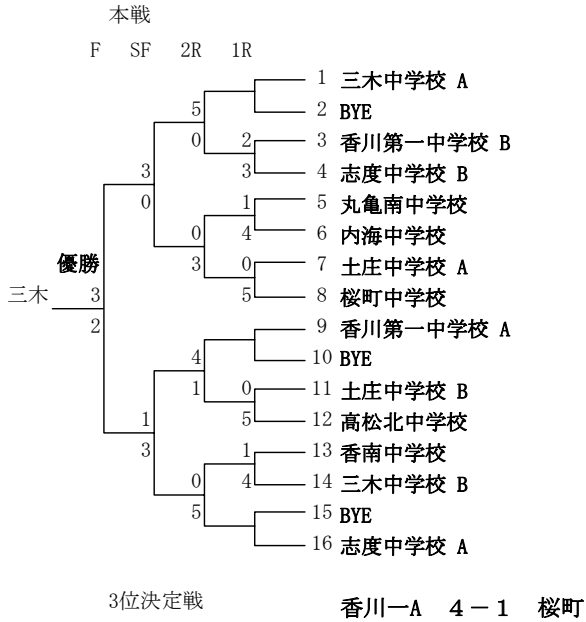 本戦
F SF 2R 1R
1 三木中学校 A
5 2 BYE
0 2 3 香川第一中学校 B
3 3 4 志度中学校 B
0 1 5 丸亀南中学校
0 4 6 内海中学校
優勝 3 0 7 土庄中学校 A
三木 3 5 8 桜町中学校
2 9 香川第一中学校 A
4 10 BYE
1 0 11 土庄中学校 B
1 5 12 高松北中学校
3 1 13 香南中学校
0 4 14 三木中学校 B
5 15 BYE
16 志度中学校 A
3位決定戦 香川一A 4－1 桜町